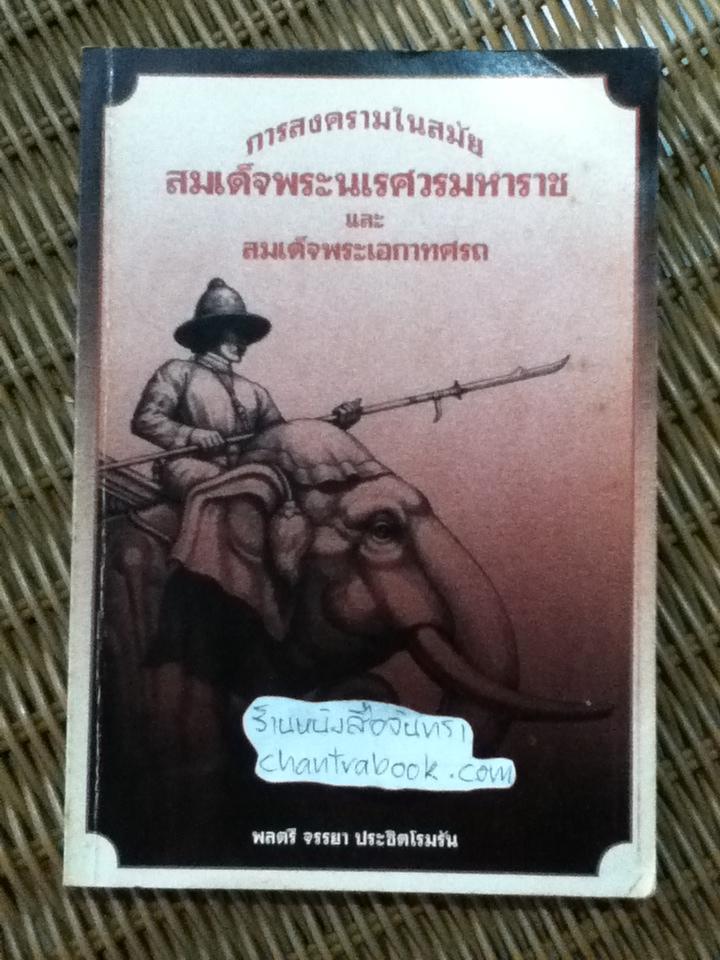 การสงครามในสมัย
สมเด็จพระนเรศวรมหาราช
และ
สมเด็จพระเอกาทศรถ
ร้านหนังสือจันทรา
chantrabook.com
พลตรี จรรยา ประชิตโรมรัน